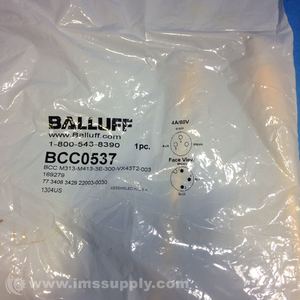 BALLUFF
www.Balluff.com
1-800-543-8390
1pc.
BCC0537
BCC M313-M413-3E-300-VX43T2-003
169279
77 3408 3429 22003-0030
1304US
4A/60V
Face View
© www.imssupply.com